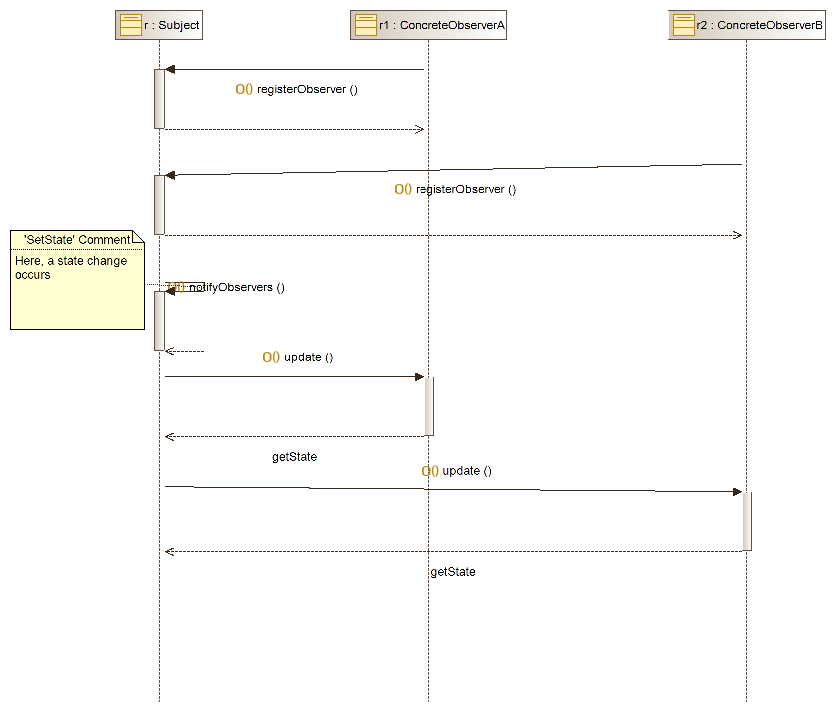 r : Subject
r1 : ConcreteObserverA
r2 : ConcreteObserverB
O() registerObserver ()
O() registerObserver ()
'SetState' Comment
Here, a state change
occurs
O() notifyObservers ()
O() update ()
getState
O() update ()
getState